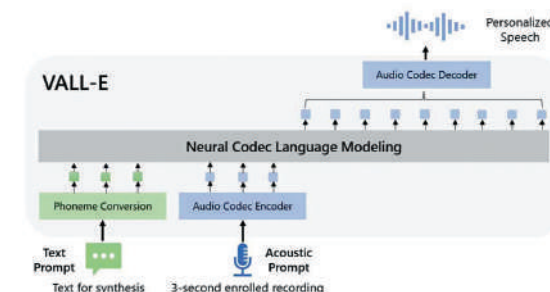 Personalized
Speech
VALL-E
Audio Codec Decoder
Neural Codec Language Modeling
Phoneme Conversion
Audio Codec Encoder
Text
Prompt
Acoustic
Prompt
Text for synthesis
3-second enrolled recording